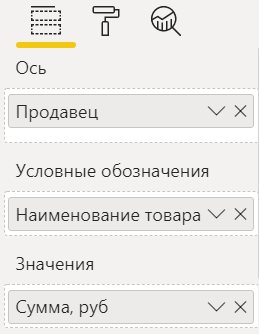 Ось
Продавец
Условные обозначения
Наименование товара
Значения
Сумма, руб